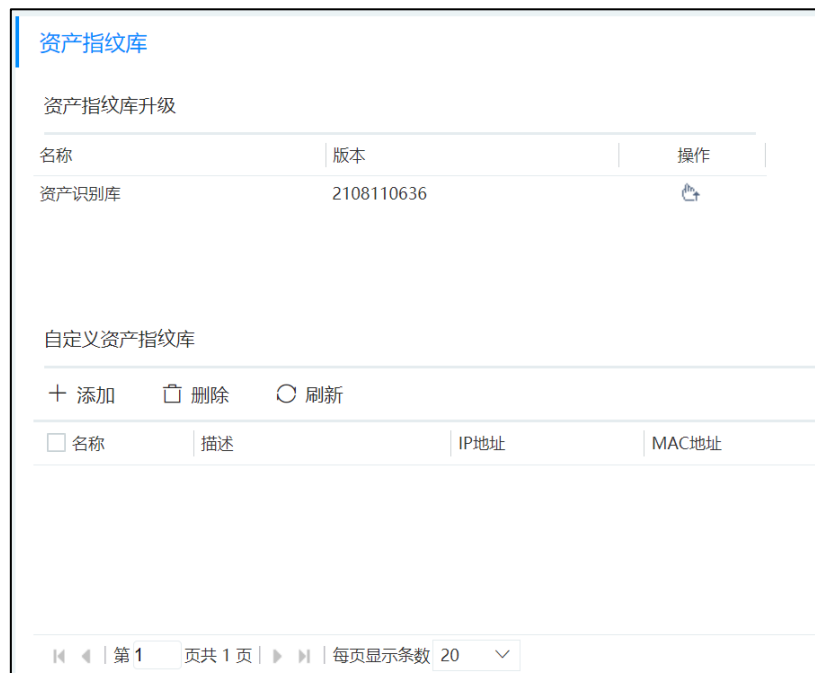 资产指纹库
资产指纹库升级
名称 版本 操作
资产识别库 2108110636
自定义资产指纹库
添加 删除 刷新
名称 描述 IP地址 MAC地址
第 1 页共 1 页 每页显示条数 20